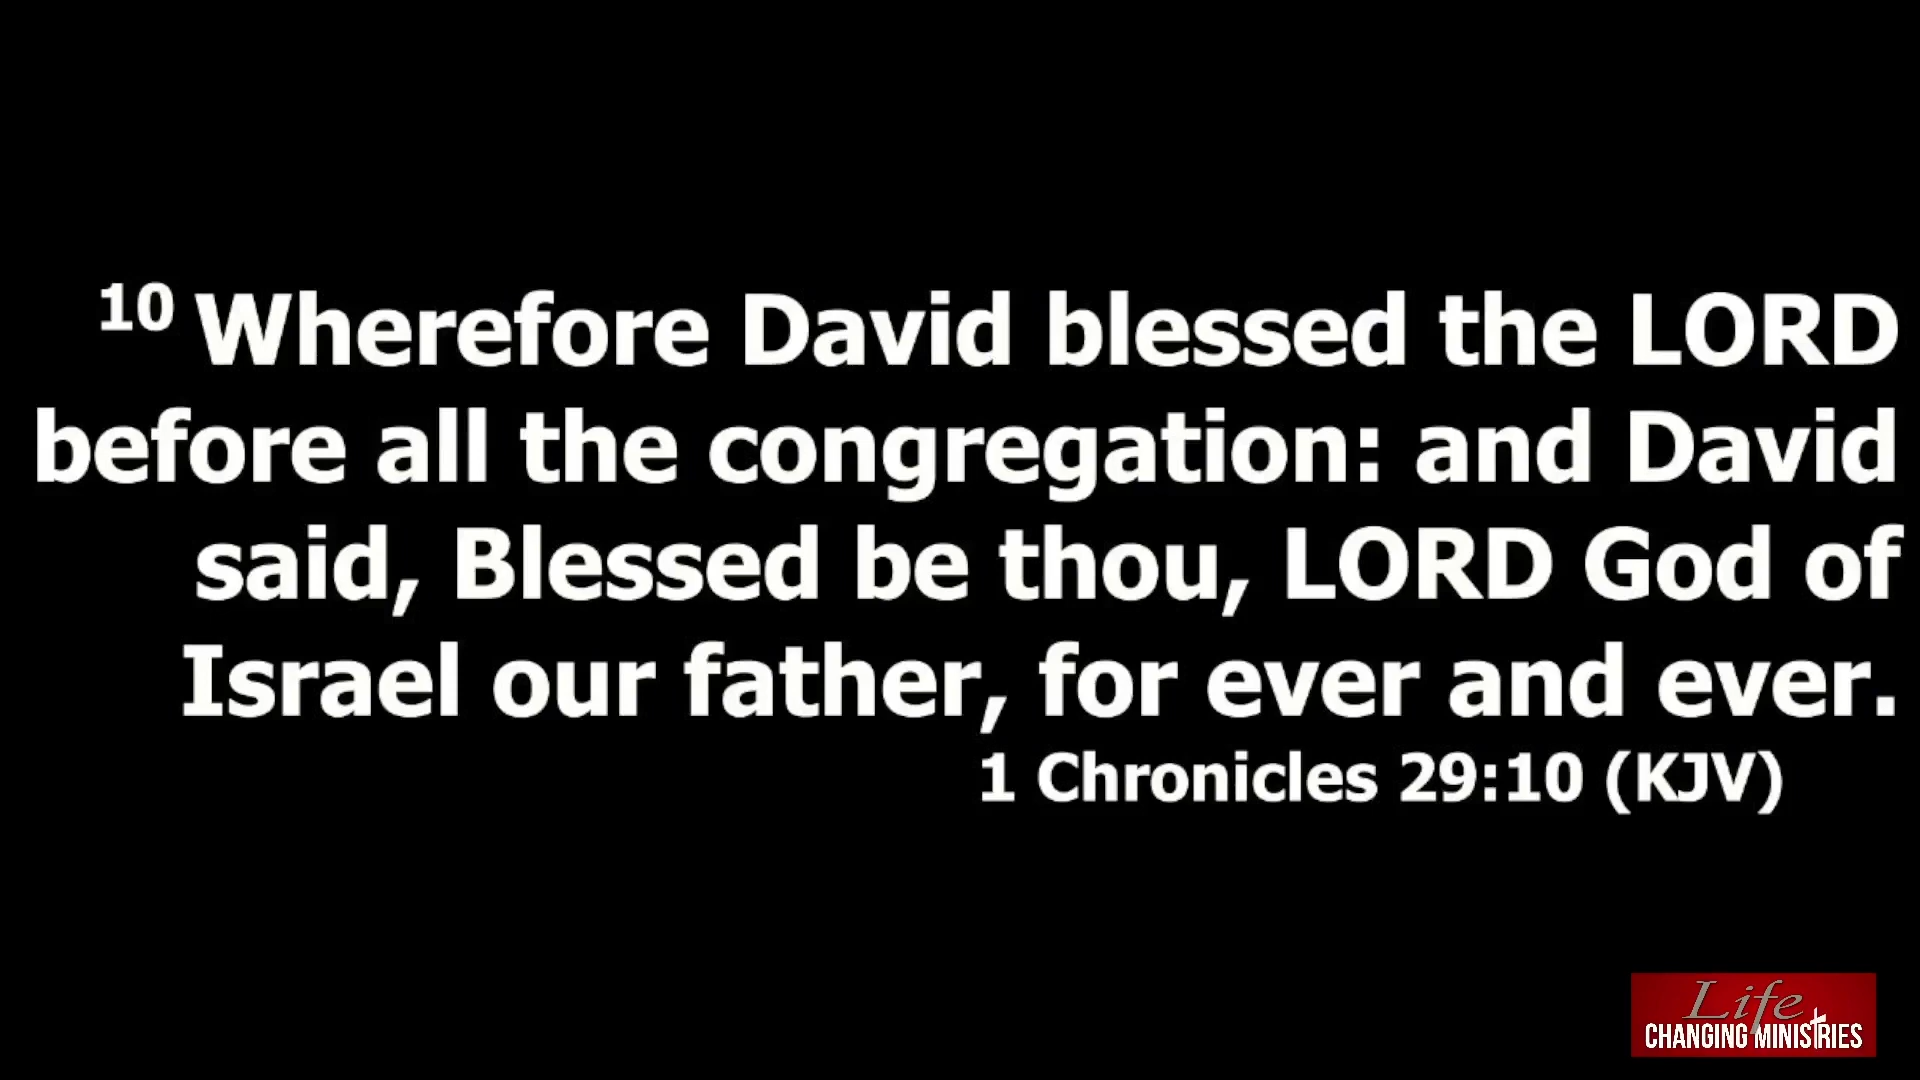 10 Wherefore David blessed the LORD
before all the congregation: and David
said, Blessed be thou, LORD God of
Israel our father, for ever and ever.
1 Chronicles 29:10 (KJV)
Life
CHANGING MINISTRIES